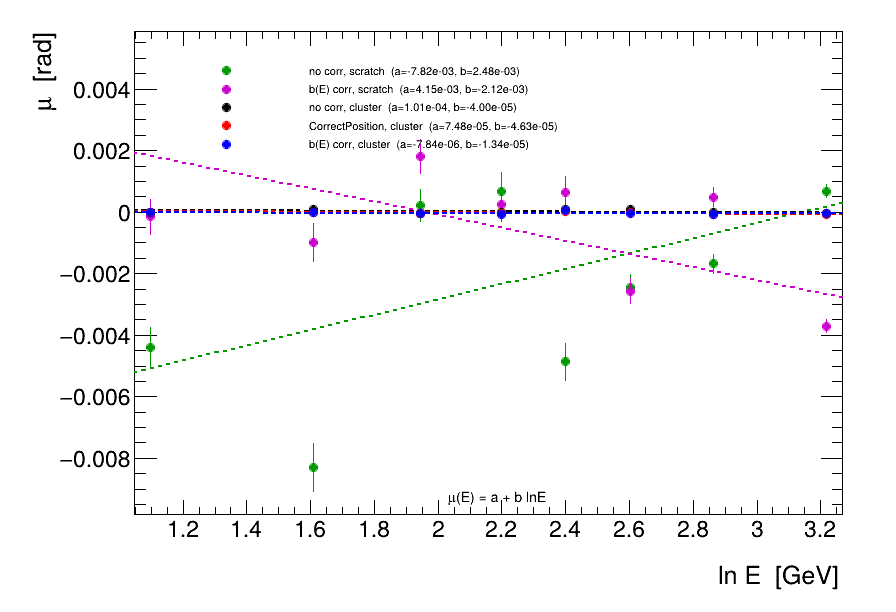 μ [rad]
0.004
0.002
0
−0.002
−0.004
−0.006
−0.008
no corr, scratch (a=-7.82e-03, b=2.48e-03)
b(E) corr, scratch (a=4.15e-03, b=-2.12e-03)
no corr, cluster (a=1.01e-04, b=-4.00e-05)
CorrectPosition, cluster (a=7.48e-05, b=-4.63e-05)
b(E) corr, cluster (a=-7.84e-06, b=-1.34e-05)
μ(E) = a + b lnE
1.2 1.4 1.6 1.8 2 2.2 2.4 2.6 2.8 3 3.2
ln E [GeV]